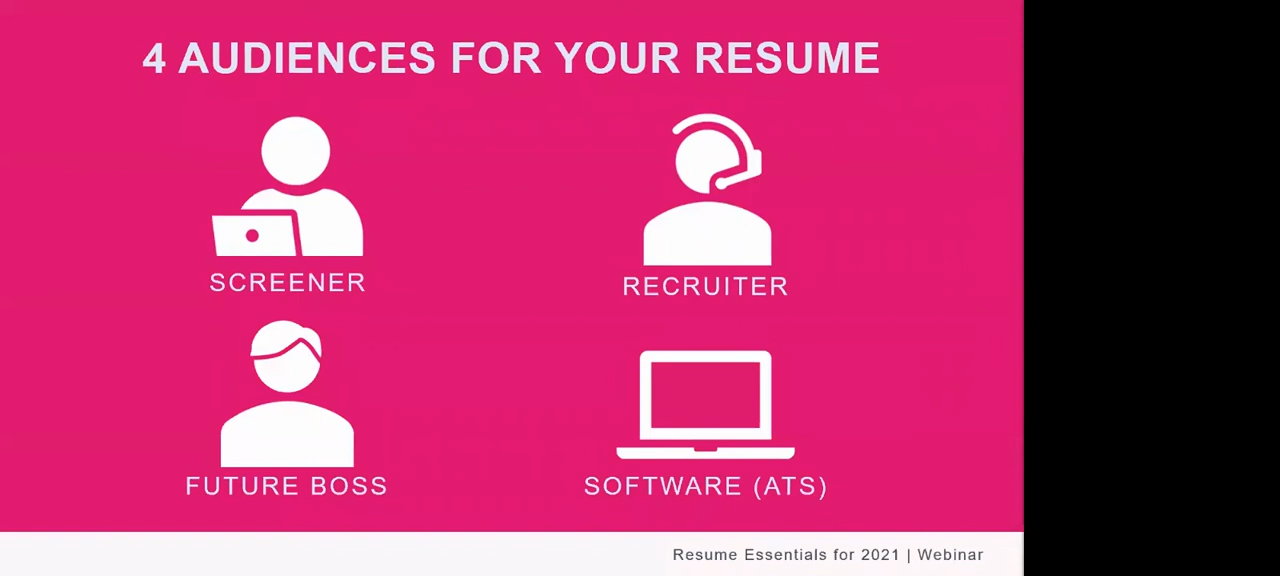 4 AUDIENCES FOR YOUR RESUME
SCREENER
RECRUITER
FUTURE BOSS
SOFTWARE (ATS)
Resume Essentials for 2021 | Webinar